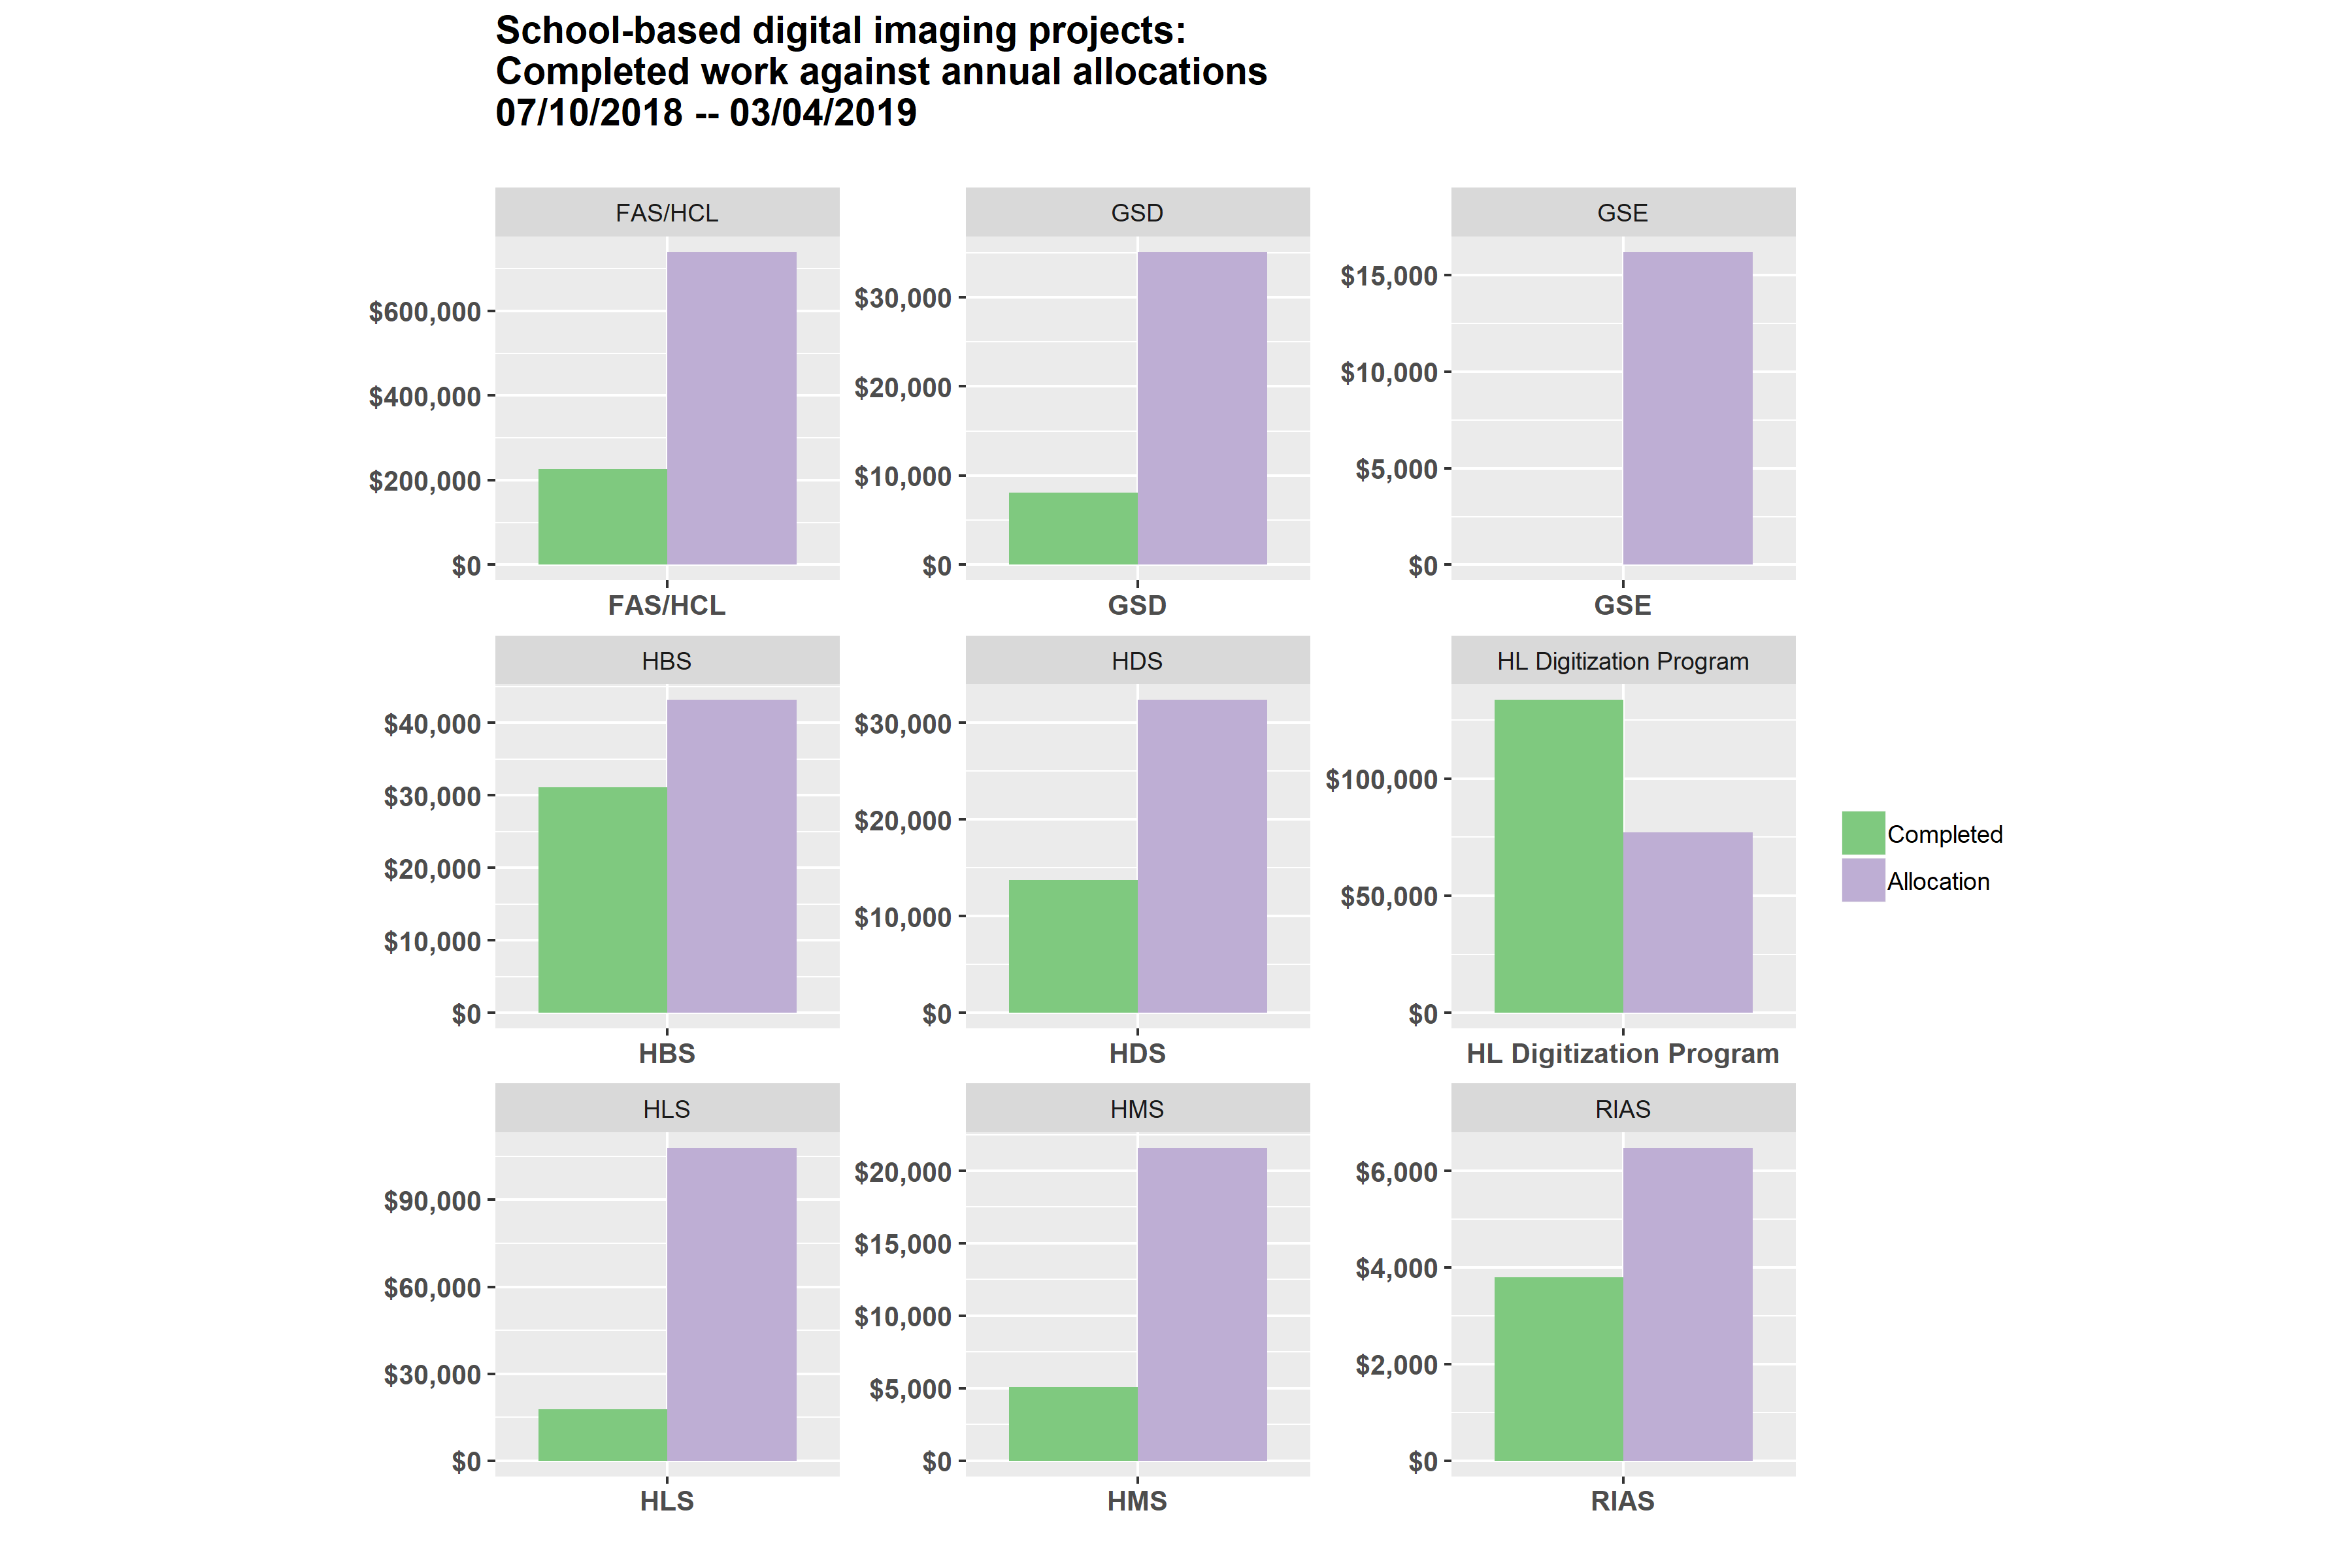 School-based digital imaging projects:
Completed work against annual allocations
07/10/2018 -- 03/04/2019
FAS/HCL
$600,000
$400,000
$200,000
$0
FAS/HCL
GSD
$30,000
$20,000
$10,000
$0
GSD
GSE
$15,000
$10,000
$5,000
$0
GSE
HBS
$40,000
$30,000
$20,000
$10,000
$0
HBS
HDS
$30,000
$20,000
$10,000
$0
HDS
HL Digitization Program
$100,000
$50,000
$0
HL Digitization Program
Completed
Allocation
HLS
$90,000
$60,000
$30,000
$0
HLS
HMS
$20,000
$15,000
$10,000
$5,000
$0
HMS
RIAS
$6,000
$4,000
$2,000
$0
RIAS